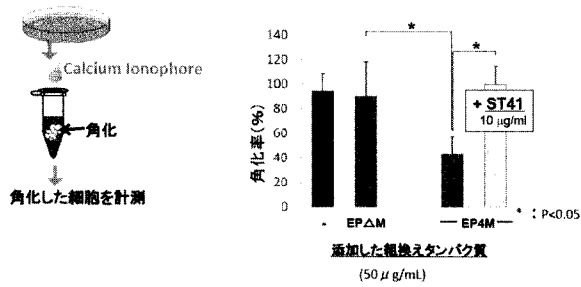 Calcium Ionophore
角化
角化した細胞を計測
角化率(%)
140
120
100
80
60
40
20
0
*
*
+ ST41
10 μg/ml
-
EP△M
EP4M
* : P<0.05
添加した組換えタンパク質
(50μg/mL)